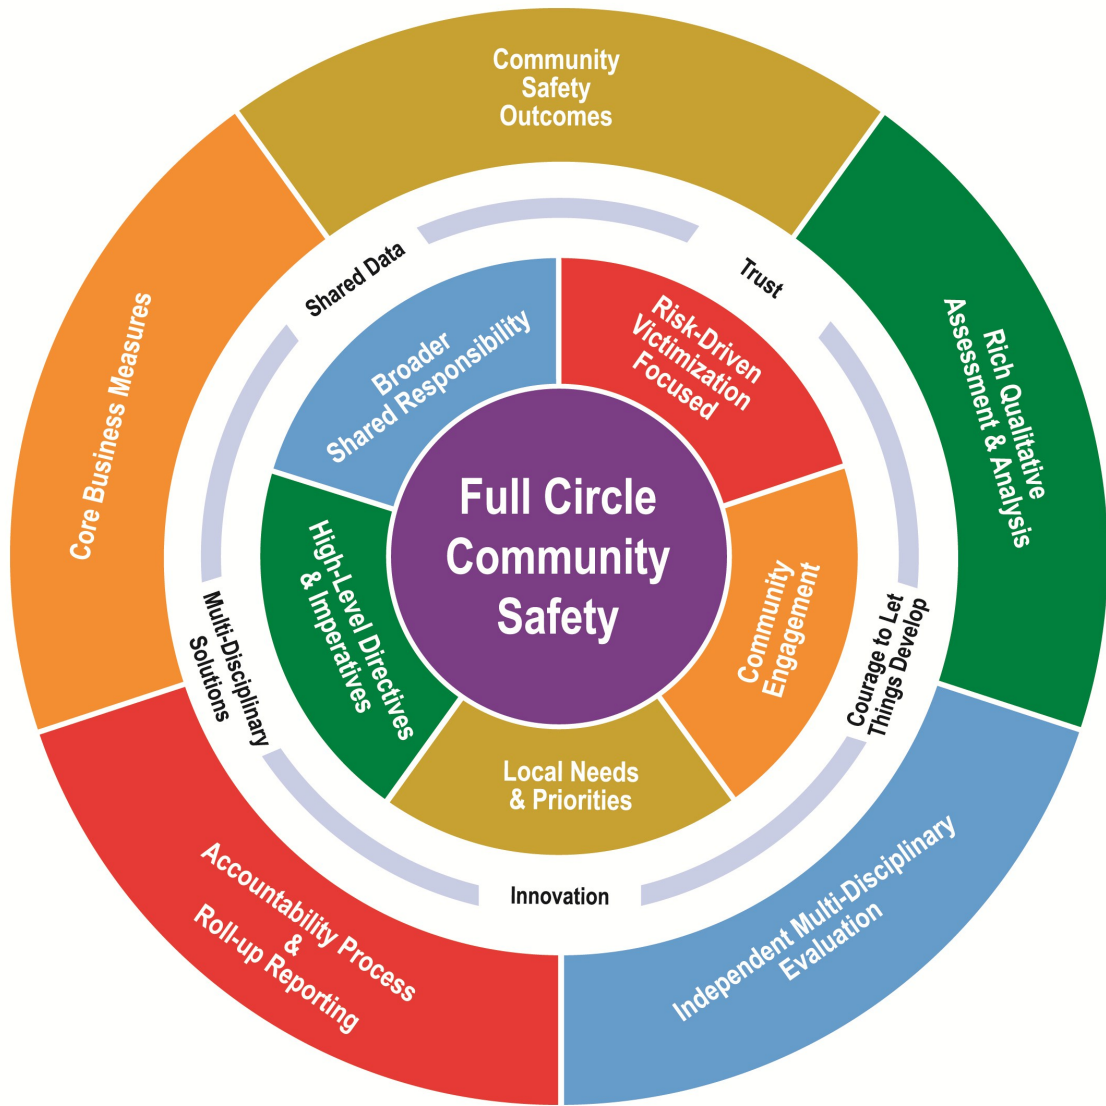 Community
Safety
Outcomes
Rich Qualitative
Assessment & Analysis
Independent Multi-Disciplinary
Evaluation
Accountability Process
&
Roll-up Reporting
Core Business Measures
Shared Data
Trust
Courage to Let
Things Develop
Innovation
Multi-Disciplinary
Solutions
Broader
Shared Responsibility
Risk-Driven
Victimization
Focused
Community
Engagement
Local Needs
& Priorities
High-Level Directives
& Imperatives
Full Circle
Community
Safety